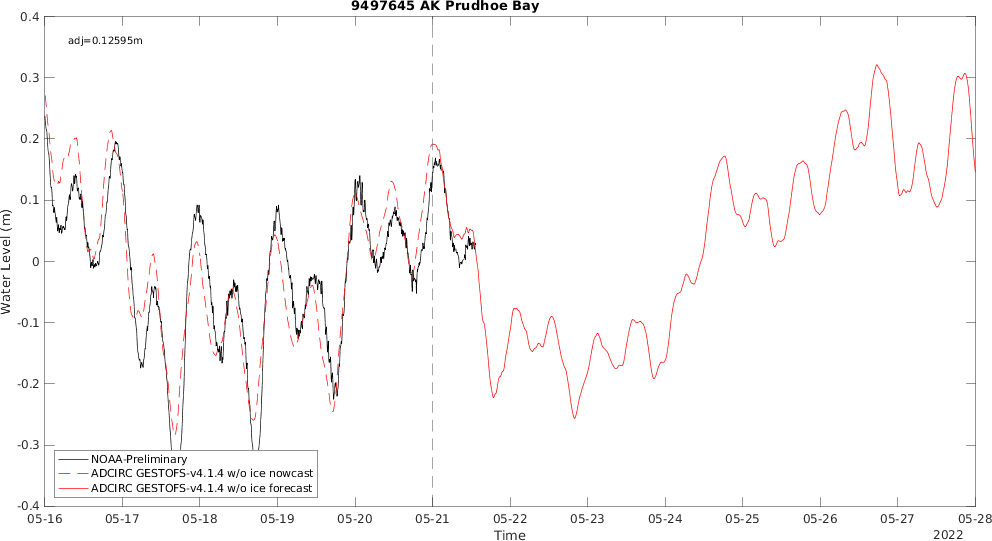 9497645 AK Prudhoe Bay
adj=0.12595m
0.4
0.3
0.2
0.1
0
-0.1
-0.2
-0.3
-0.4
Water Level (m)
NOAA-Preliminary
ADCIRC GESTOFS-v4.1.4 w/o ice nowcast
ADCIRC GESTOFS-v4.1.4 w/o ice forecast
05-16 05-17 05-18 05-19 05-20 05-21 05-22 05-23 05-24 05-25 05-26 05-27 05-28
Time
2022